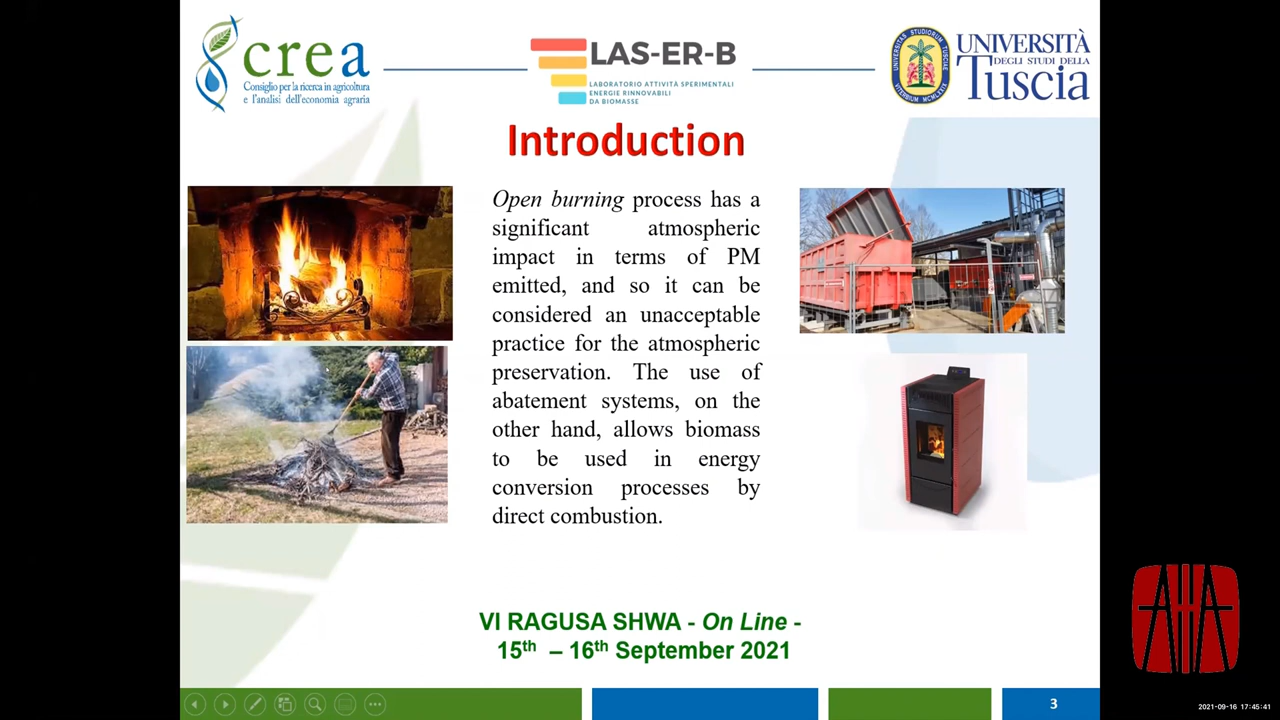 crea
Consiglio per la ricerca in agricoltura
e l'analisi dell'economia agraria
LAS-ER-B
LABORATORIO ATTIVITÀ SPERIMENTALI
ENERGIE RINNOVABILI
DA BIOMASSE
UNIVERSITÀ
DEGLI STUDI DELLA
Tuscia
Introduction
Open burning process has a
significant atmospheric
impact in terms of PM
emitted, and so it can be
considered an unacceptable
practice for the atmospheric
preservation. The use of
abatement systems, on the
other hand, allows biomass
to be used in energy
conversion processes by
direct combustion.
VI RAGUSA SHWA - On Line -
15th – 16th September 2021
3
2021-09-16 17:45:41